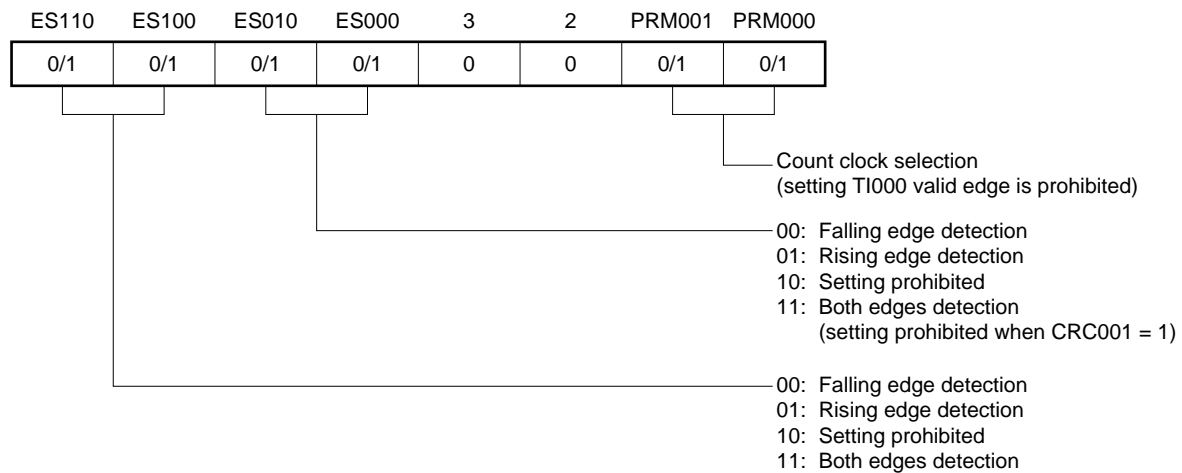 ES110 ES100 ES010 ES000 3 2 PRM001 PRM000
0/1 0/1 0/1 0/1 0 0 0/1 0/1
Count clock selection
(setting TI000 valid edge is prohibited)
00: Falling edge detection
01: Rising edge detection
10: Setting prohibited
11: Both edges detection
(setting prohibited when CRC001 = 1)
00: Falling edge detection
01: Rising edge detection
10: Setting prohibited
11: Both edges detection